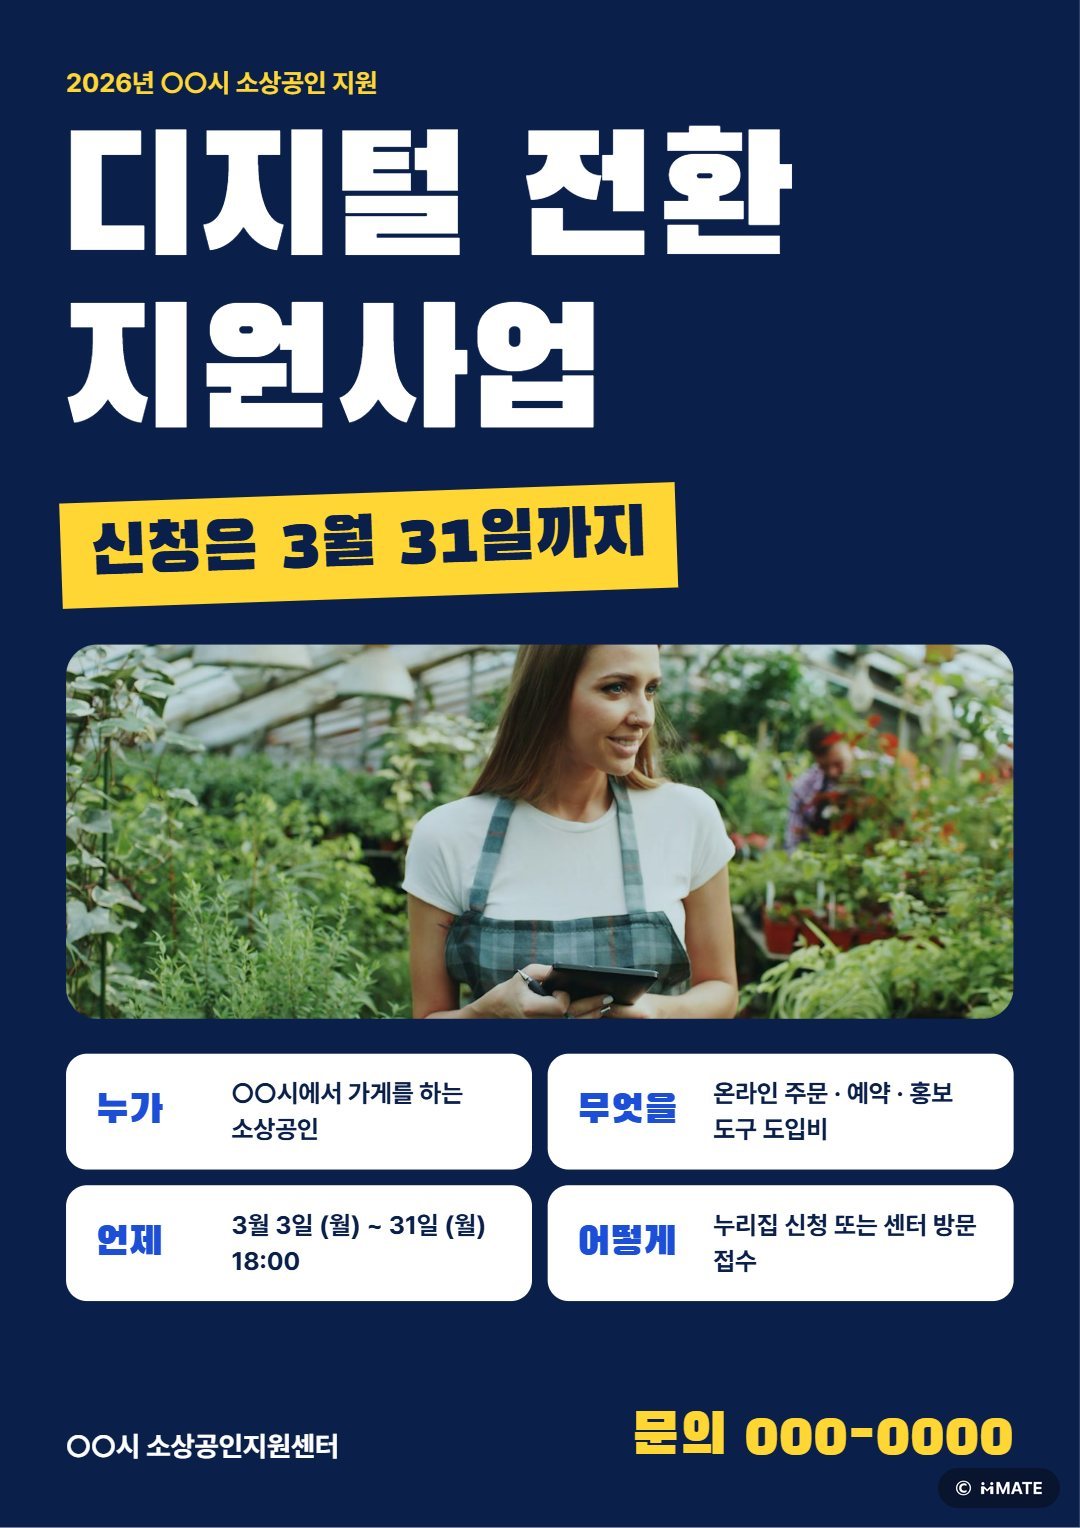 2026년 ○○시 소상공인 지원
디지털 전환
지원사업
신청은 3월 31일까지
누가
○○시에서 가게를 하는
소상공인
무엇을
온라인 주문 · 예약 · 홍보
도구 도입비
언제
3월 3일 (월) ~ 31일 (월)
18:00
어떻게
누리집 신청 또는 센터 방문
접수
○○시 소상공인지원센터
문의 000-0000
© MMATE